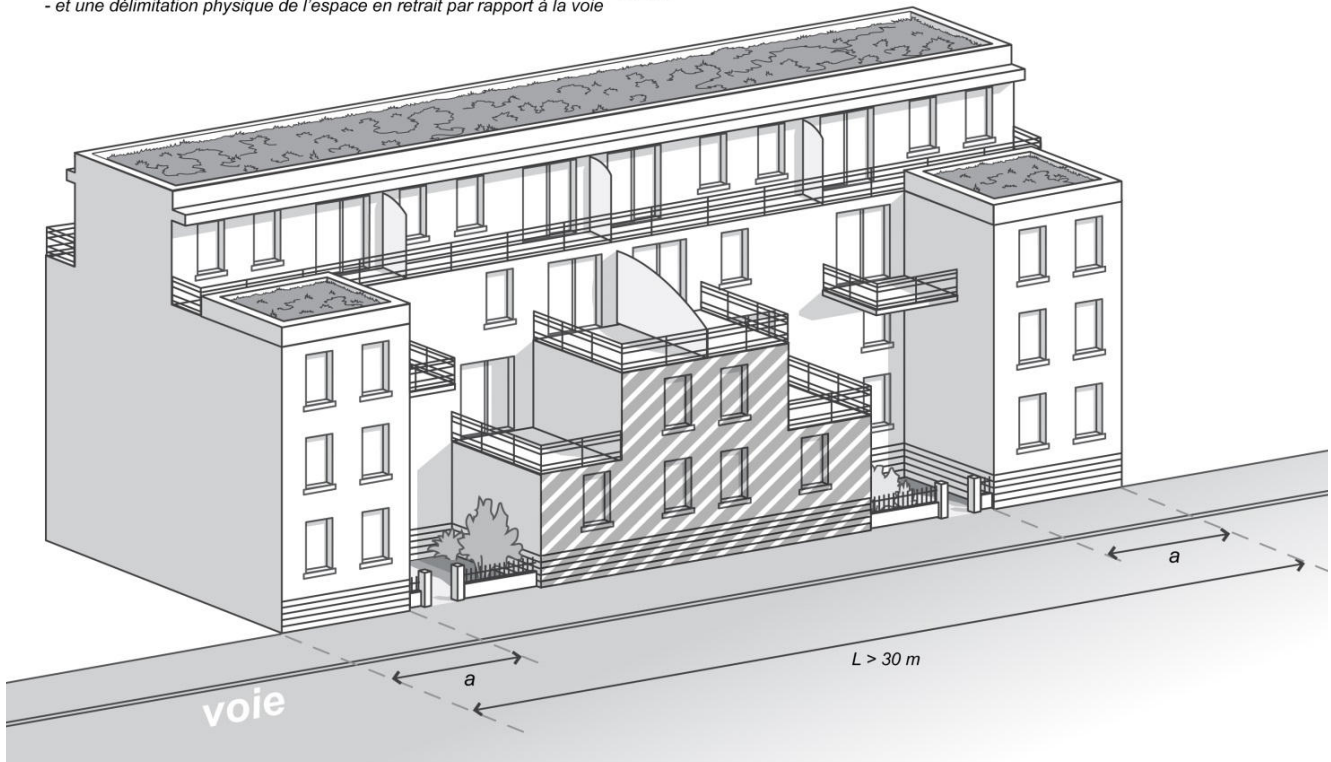 - et une délimitation physique de l'espace en retrait par rapport à la voie
a
a
L > 30 m
voie